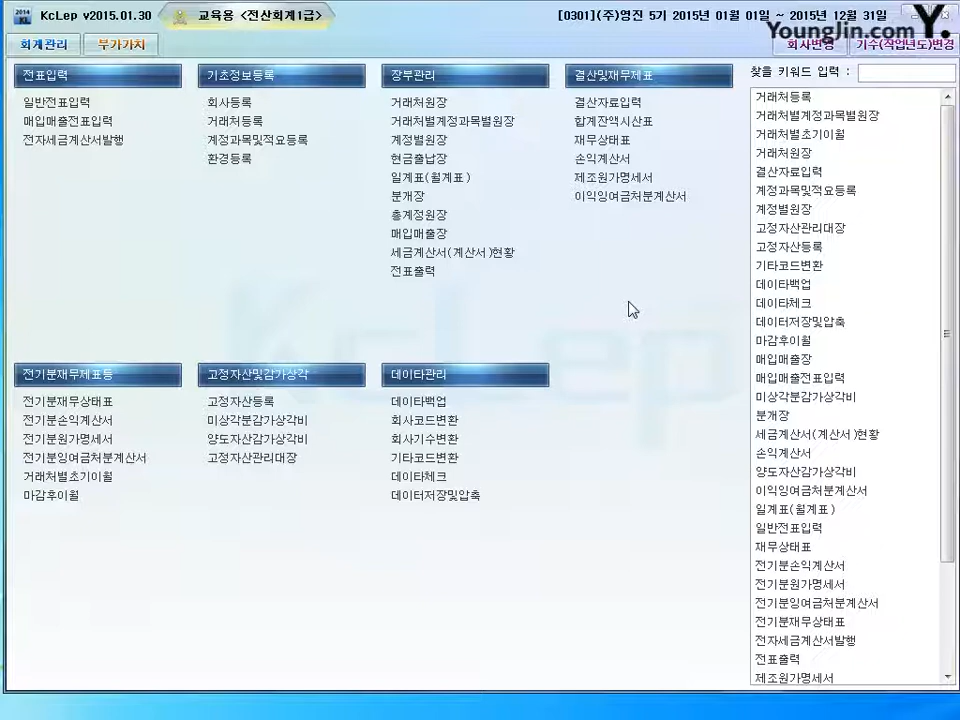 KcLep v2015.01.30
교육용 <전산회계1급>
[0301](주)영진 5기 2015년 01월 01일 ~ 2015년 12월 31일
YoungJin.com Y.
회계관리
부가가치
회사변경
기수(작업년도)변경
찾을 키워드 입력 :
전표입력
일반전표입력
매입매출전표입력
전자세금계산서발행
기초정보등록
회사등록
거래처등록
계정과목및적요등록
환경등록
장부관리
거래처원장
거래처별계정과목별원장
계정별원장
현금출납장
일계표(월계표)
분개장
총계정원장
매입매출장
세금계산서(계산서)현황
전표출력
결산및재무제표
결산자료입력
합계잔액시산표
재무상태표
손익계산서
제조원가명세서
이익잉여금처분계산서
전기분재무제표등
전기분재무상태표
전기분손익계산서
전기분원가명세서
전기분잉여금처분계산서
거래처별초기이월
마감후이월
고정자산및감가상각
고정자산등록
미상각분감가상각비
양도자산감가상각비
고정자산관리대장
데이타관리
데이타백업
회사코드변환
회사기수변환
기타코드변환
데이타체크
데이터저장및압축
거래처등록
거래처별계정과목별원장
거래처별초기이월
거래처원장
결산자료입력
계정과목및적요등록
계정별원장
고정자산관리대장
고정자산등록
기타코드변환
데이타백업
데이타체크
데이터저장및압축
마감후이월
매입매출장
매입매출전표입력
미상각분감가상각비
분개장
세금계산서(계산서)현황
손익계산서
양도자산감가상각비
이익잉여금처분계산서
일계표(월계표)
일반전표입력
재무상태표
전기분손익계산서
전기분원가명세서
전기분잉여금처분계산서
전기분재무상태표
전자세금계산서발행
전표출력
제조원가명세서
KcLep